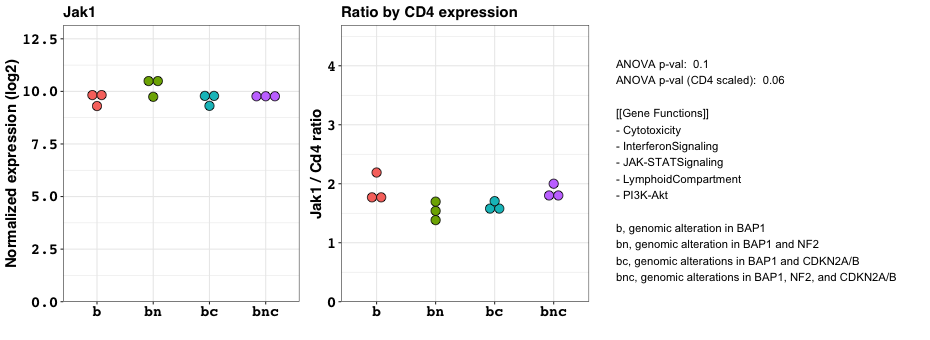 Jak1
Normalized expression (log2)
12.5
10.0
7.5
5.0
2.5
0.0
b
bn
bc
bnc
Ratio by CD4 expression
Jak1 / Cd4 ratio
4
3
2
1
0
b
bn
bc
bnc
ANOVA p-val:  0.1
ANOVA p-val (CD4 scaled):  0.06
[[Gene Functions]]
- Cytotoxicity
- InterferonSignaling
- JAK-STATSignaling
- LymphoidCompartment
- PI3K-Akt
b, genomic alteration in BAP1
bn, genomic alteration in BAP1 and NF2
bc, genomic alterations in BAP1 and CDKN2A/B
bnc, genomic alterations in BAP1, NF2, and CDKN2A/B